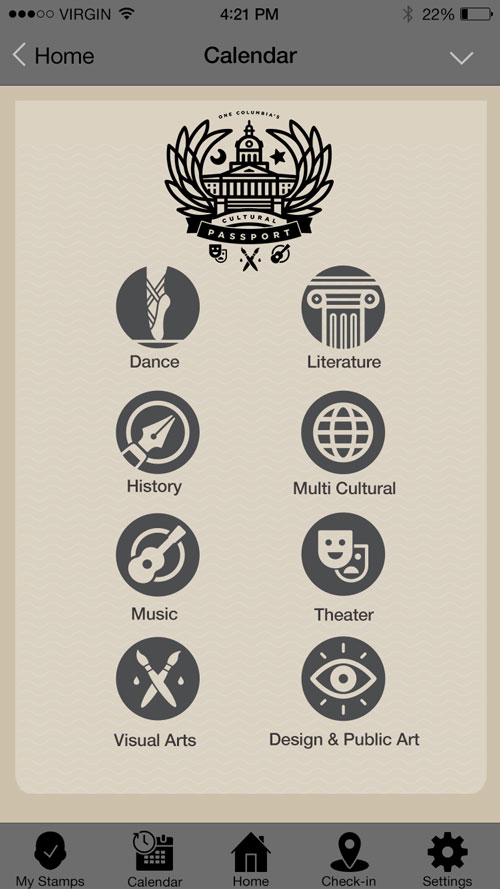 VIRGIN 4:21 PM 22%
Home Calendar
ONE COLUMBIA'S
CULTURAL
PASSPORT
Dance Literature
History Multi Cultural
Music Theater
Visual Arts Design & Public Art
My Stamps Calendar Home Check-in Settings